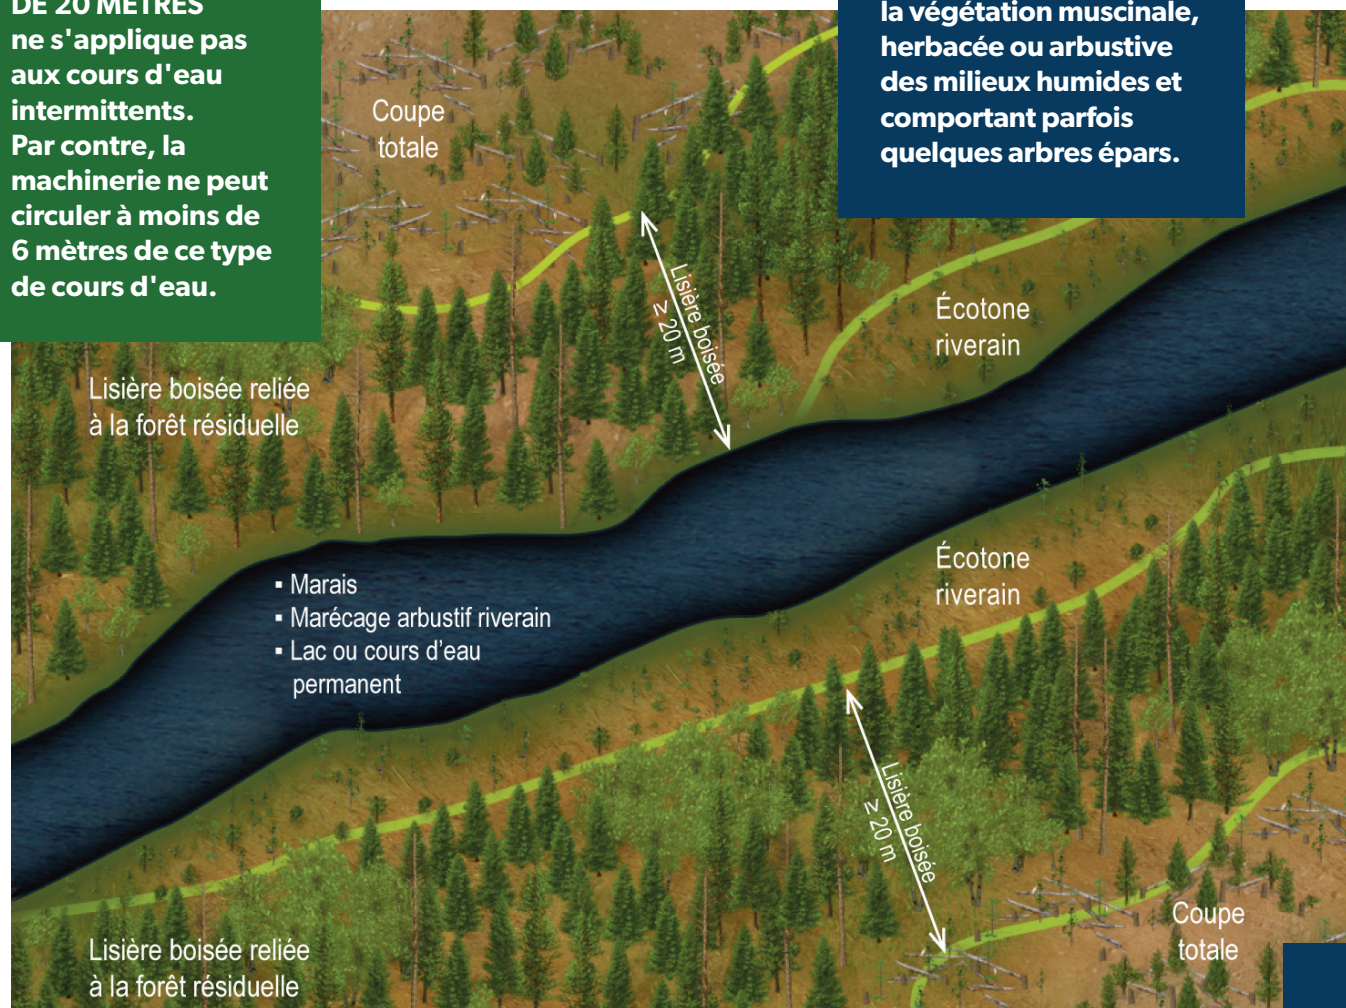 DE 20 MÈTRES
ne s'applique pas
aux cours d'eau
intermittents.
Par contre, la
machinerie ne peut
circuler à moins de
6 mètres de ce type
de cours d'eau.
la végétation muscinale,
herbacée ou arbustive
des milieux humides et
comportant parfois
quelques arbres épars.
Coupe
totale
Lisière boisée
≥ 20 m
Écotone
riverain
Lisière boisée reliée
à la forêt résiduelle
Écotone
riverain
▪ Marais
▪ Marécage arbustif riverain
▪ Lac ou cours d’eau
permanent
Lisière boisée
≥ 20 m
Coupe
totale
Lisière boisée reliée
à la forêt résiduelle